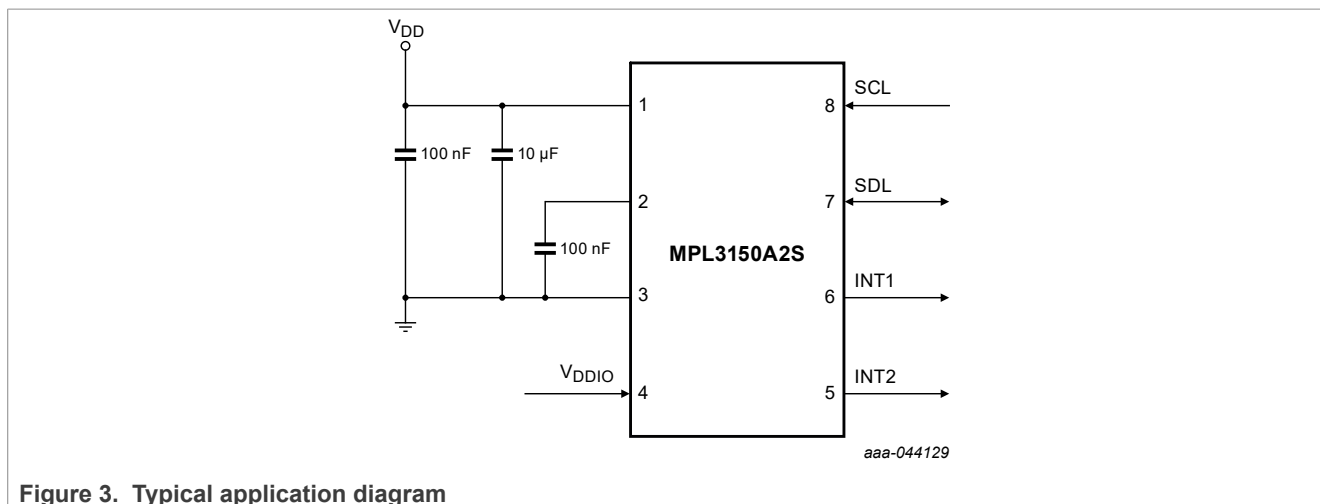 VDD
1
8
SCL
100 nF
10 µF
2
7
SDL
100 nF
MPL3150A2S
3
6
INT1
VDDIO
4
5
INT2
aaa-044129
Figure 3. Typical application diagram